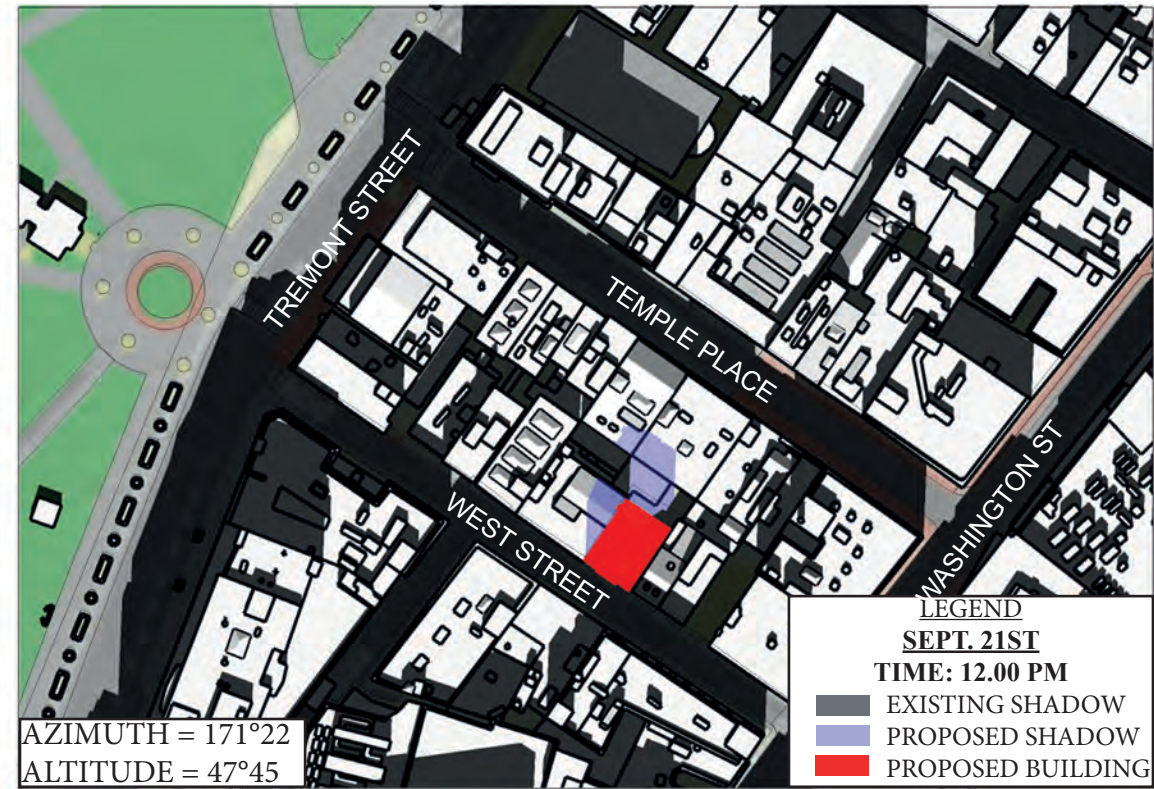 TREMONT STREET
TEMPLE PLACE
WEST STREET
WASHINGTON ST
LEGEND
SEPT. 21ST
TIME: 12.00 PM
EXISTING SHADOW
PROPOSED SHADOW
PROPOSED BUILDING
AZIMUTH = 171°22
ALTITUDE = 47°45